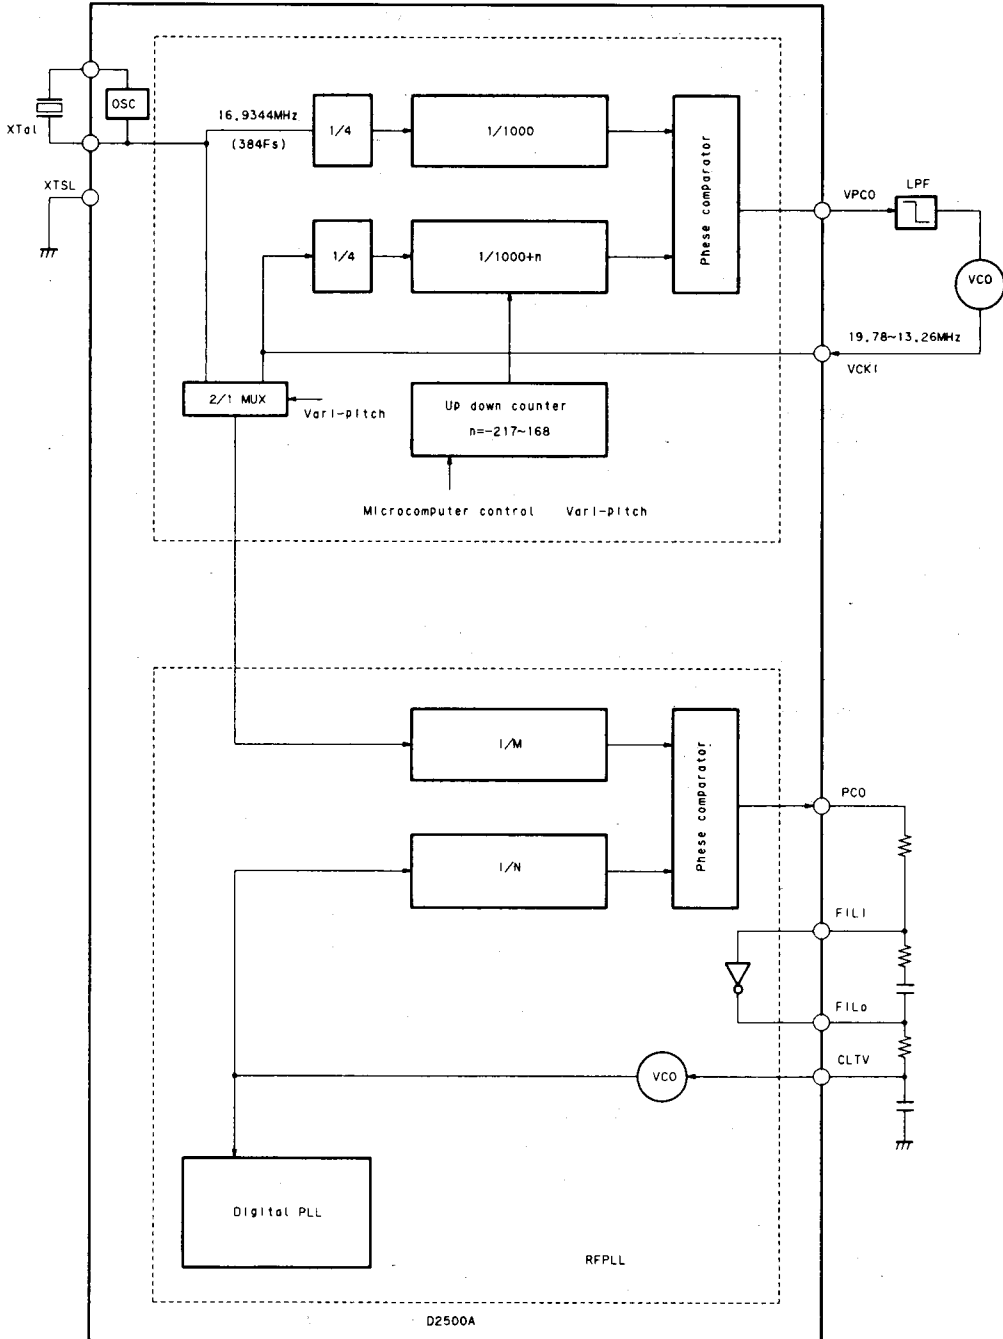 OSC
XTal
16.9344MHz
(384Fs)
1/4
1/1000
Phese comparator
XTSL
VPCO
LPF
1/4
1/1000+n
VCO
19.78~13.26MHz
VCKI
2/1 MUX
Vari-pitch
Up down counter
n=-217~168
Microcomputer control Vari-pitch
1/M
Phese comparator
PCO
1/N
FILI
FILo
CLTV
VCO
Digital PLL
RFPLL
D2500A